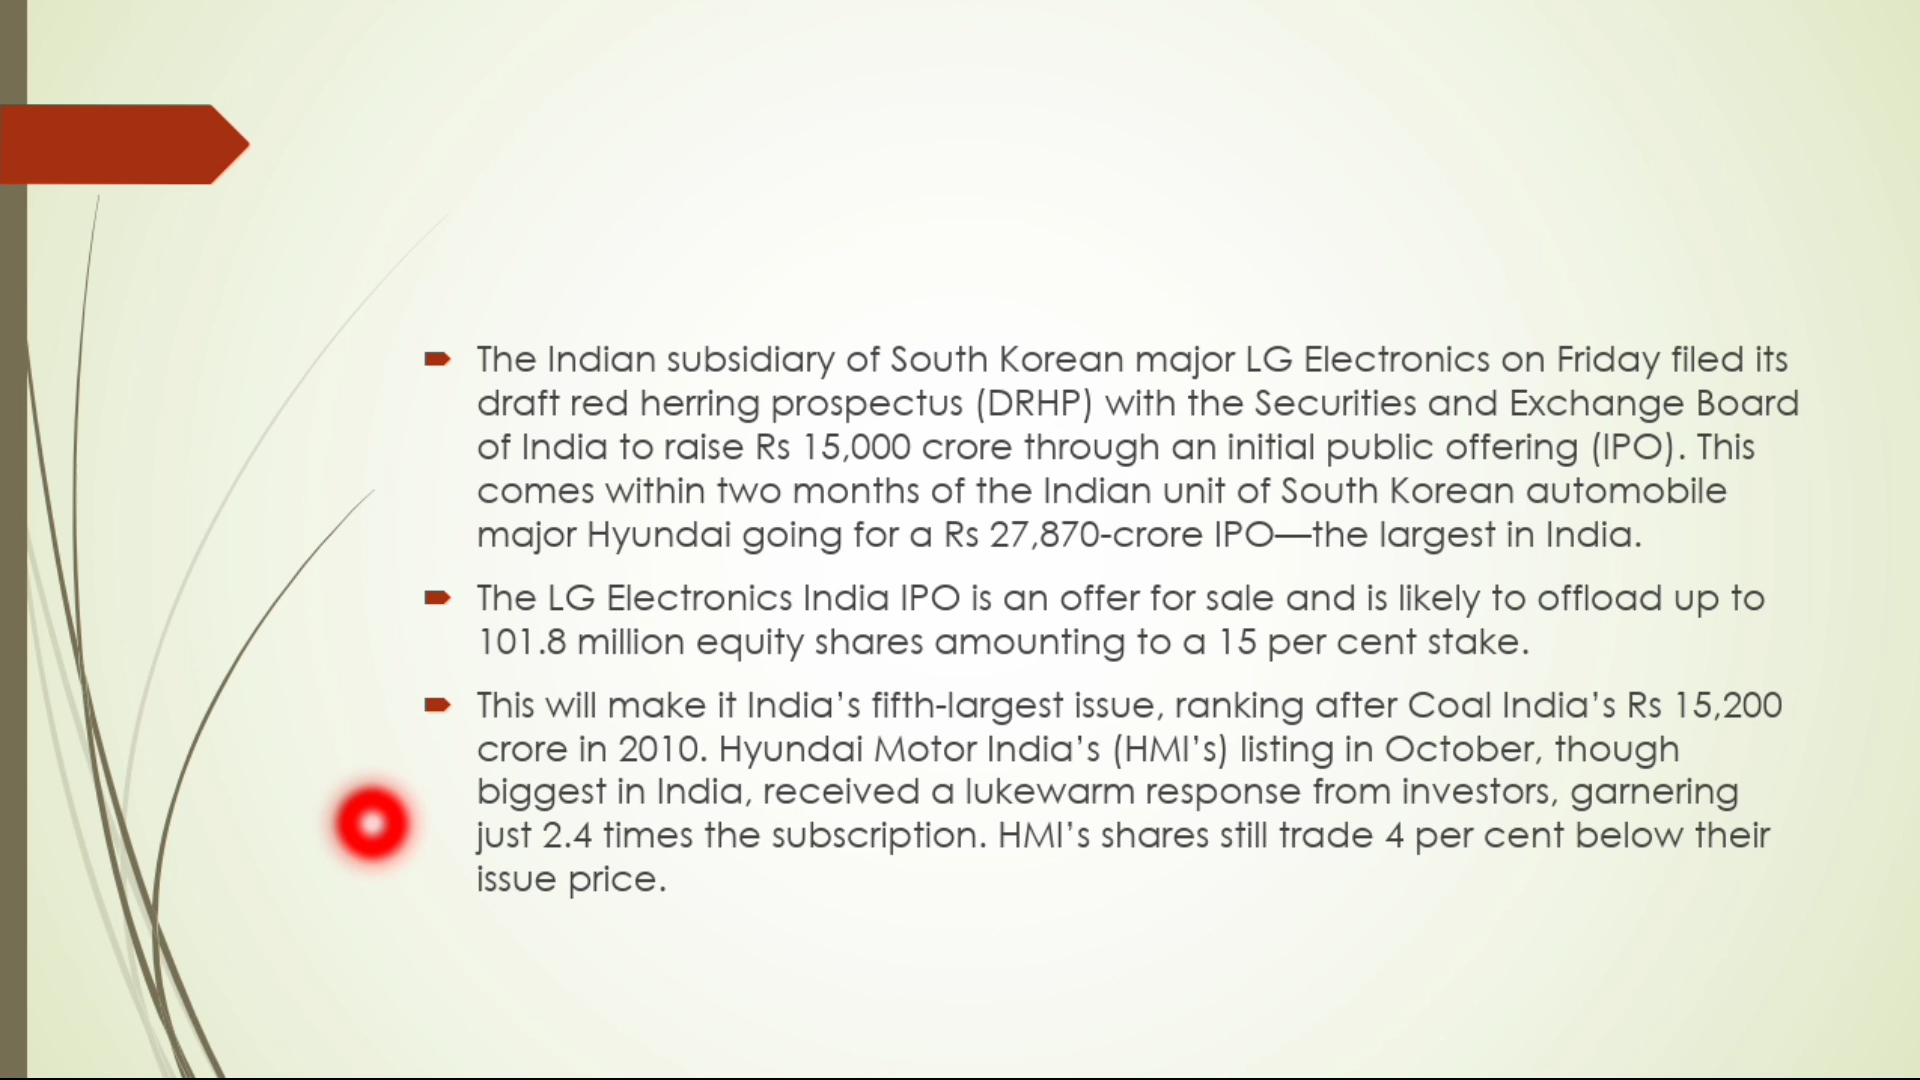 The Indian subsidiary of South Korean major LG Electronics on Friday filed its
draft red herring prospectus (DRHP) with the Securities and Exchange Board
of India to raise Rs 15,000 crore through an initial public offering (IPO). This
comes within two months of the Indian unit of South Korean automobile
major Hyundai going for a Rs 27,870-crore IPO—the largest in India.
The LG Electronics India IPO is an offer for sale and is likely to offload up to
101.8 million equity shares amounting to a 15 per cent stake.
This will make it India’s fifth-largest issue, ranking after Coal India’s Rs 15,200
crore in 2010. Hyundai Motor India’s (HMI’s) listing in October, though
biggest in India, received a lukewarm response from investors, garnering
just 2.4 times the subscription. HMI’s shares still trade 4 per cent below their
issue price.